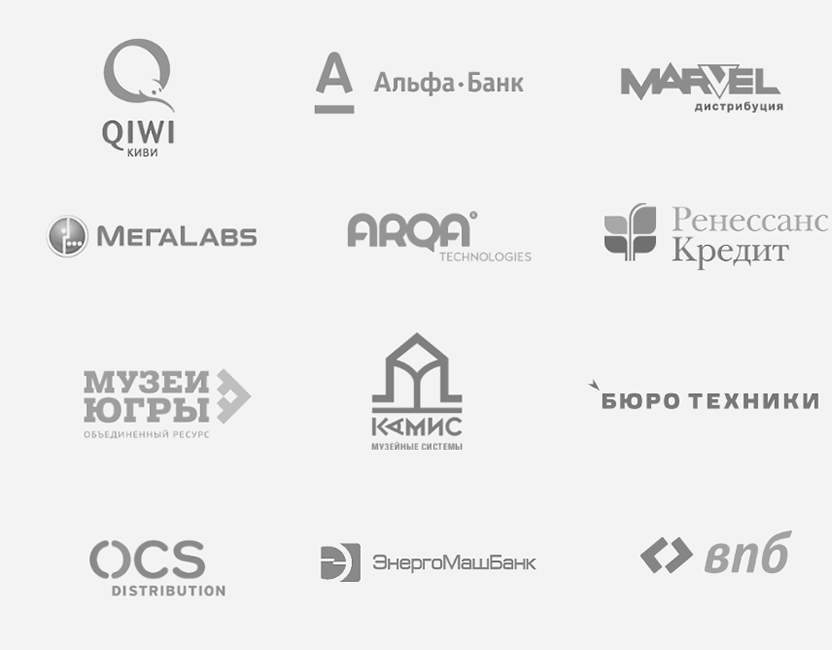 QIWI
КИВИ
А
Альфа·Банк
MARVEL
дистрибуция
МЕГАLABS
ARQA
TECHNOLOGIES
Ренессанс
Кредит
МУЗЕИ
ЮГРЫ
ОБЪЕДИНЕННЫЙ РЕСУРС
КАМИС
МУЗЕЙНЫЕ СИСТЕМЫ
БЮРО ТЕХНИКИ
OCS
DISTRIBUTION
ЭнергоМашБанк
впб